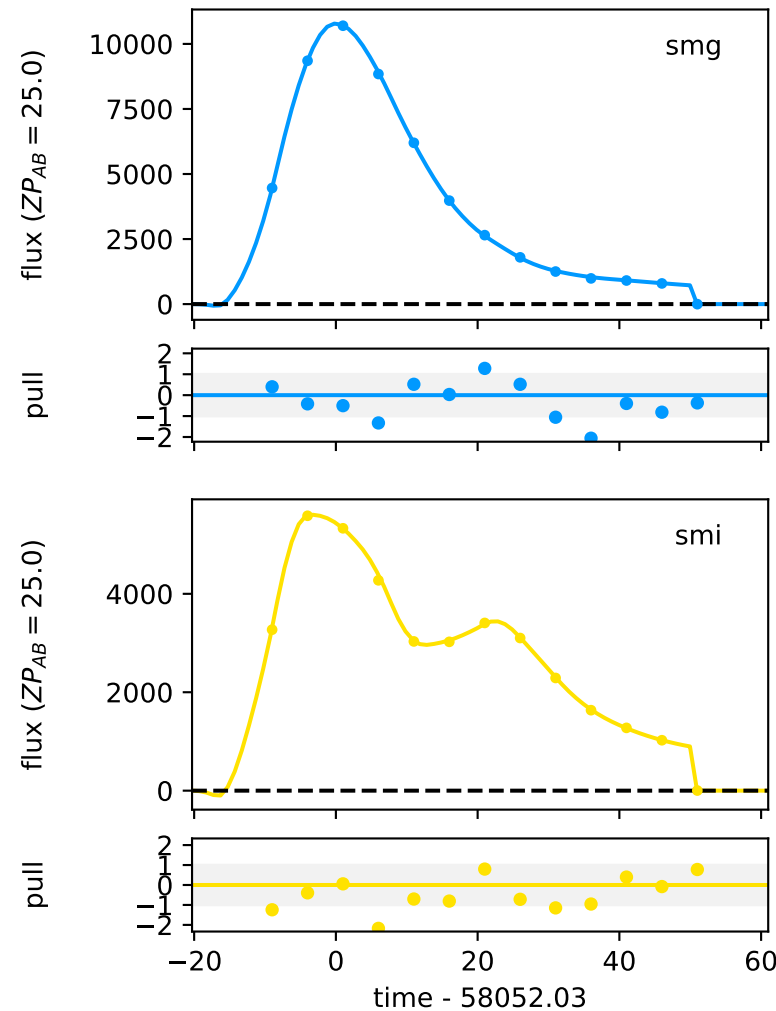 smg
flux (ZP_AB = 25.0)
10000
7500
5000
2500
0
pull
2
1
0
−1
−2
smi
flux (ZP_AB = 25.0)
4000
2000
0
pull
2
1
0
−1
−2
−20 0 20 40 60
time - 58052.03